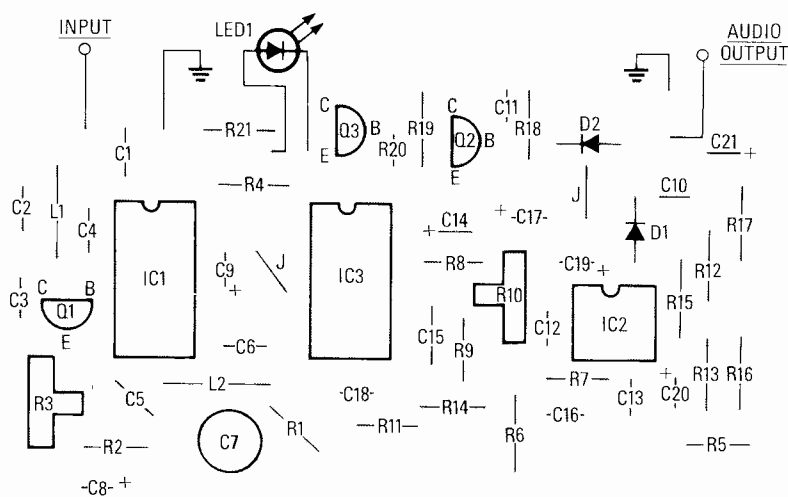 INPUT
LED1
AUDIO
OUTPUT
C
Q3
B
E
R21
R20
R19
C
Q2
B
E
C11
R18
D2
C21
+
C1
R4
J
C10
C2
L1
C4
IC1
C9
+
J
IC3
+
C14
+
C17
D1
R17
R8
C19
+
R12
R10
R15
C3
C
B
Q1
E
C15
R9
C12
IC2
C6
L2
R3
C5
C7
R1
C18
R11
R14
R6
R7
C16
C13
+
C20
R13
R16
R2
R5
C8
+